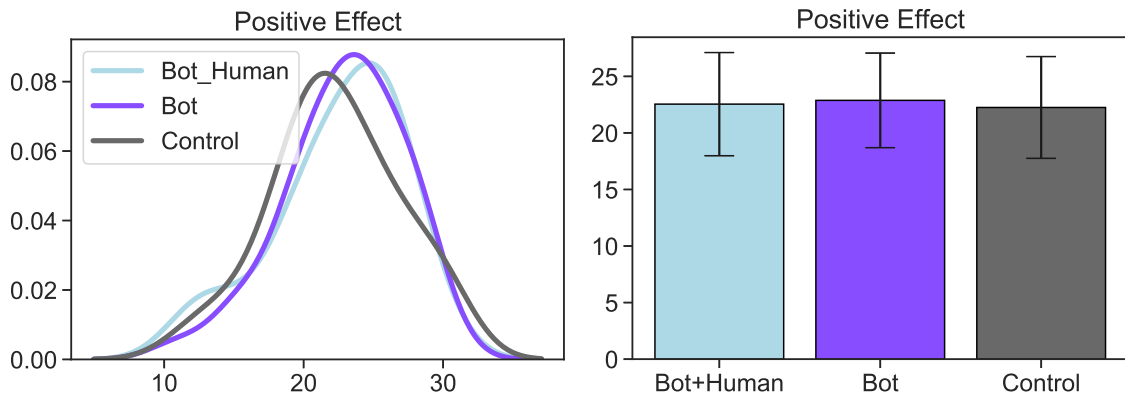 Positive Effect
Bot_Human
Bot
Control
0.08
0.06
0.04
0.02
0.00
10 20 30
Positive Effect
25
20
15
10
5
0
Bot+Human Bot Control